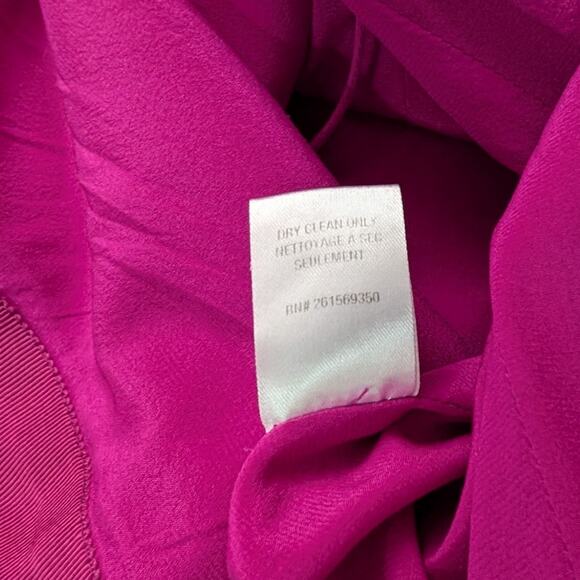 DRY CLEAN ONLY
NETTOYAGE A SEC
SEULEMENT
RN# 261569350